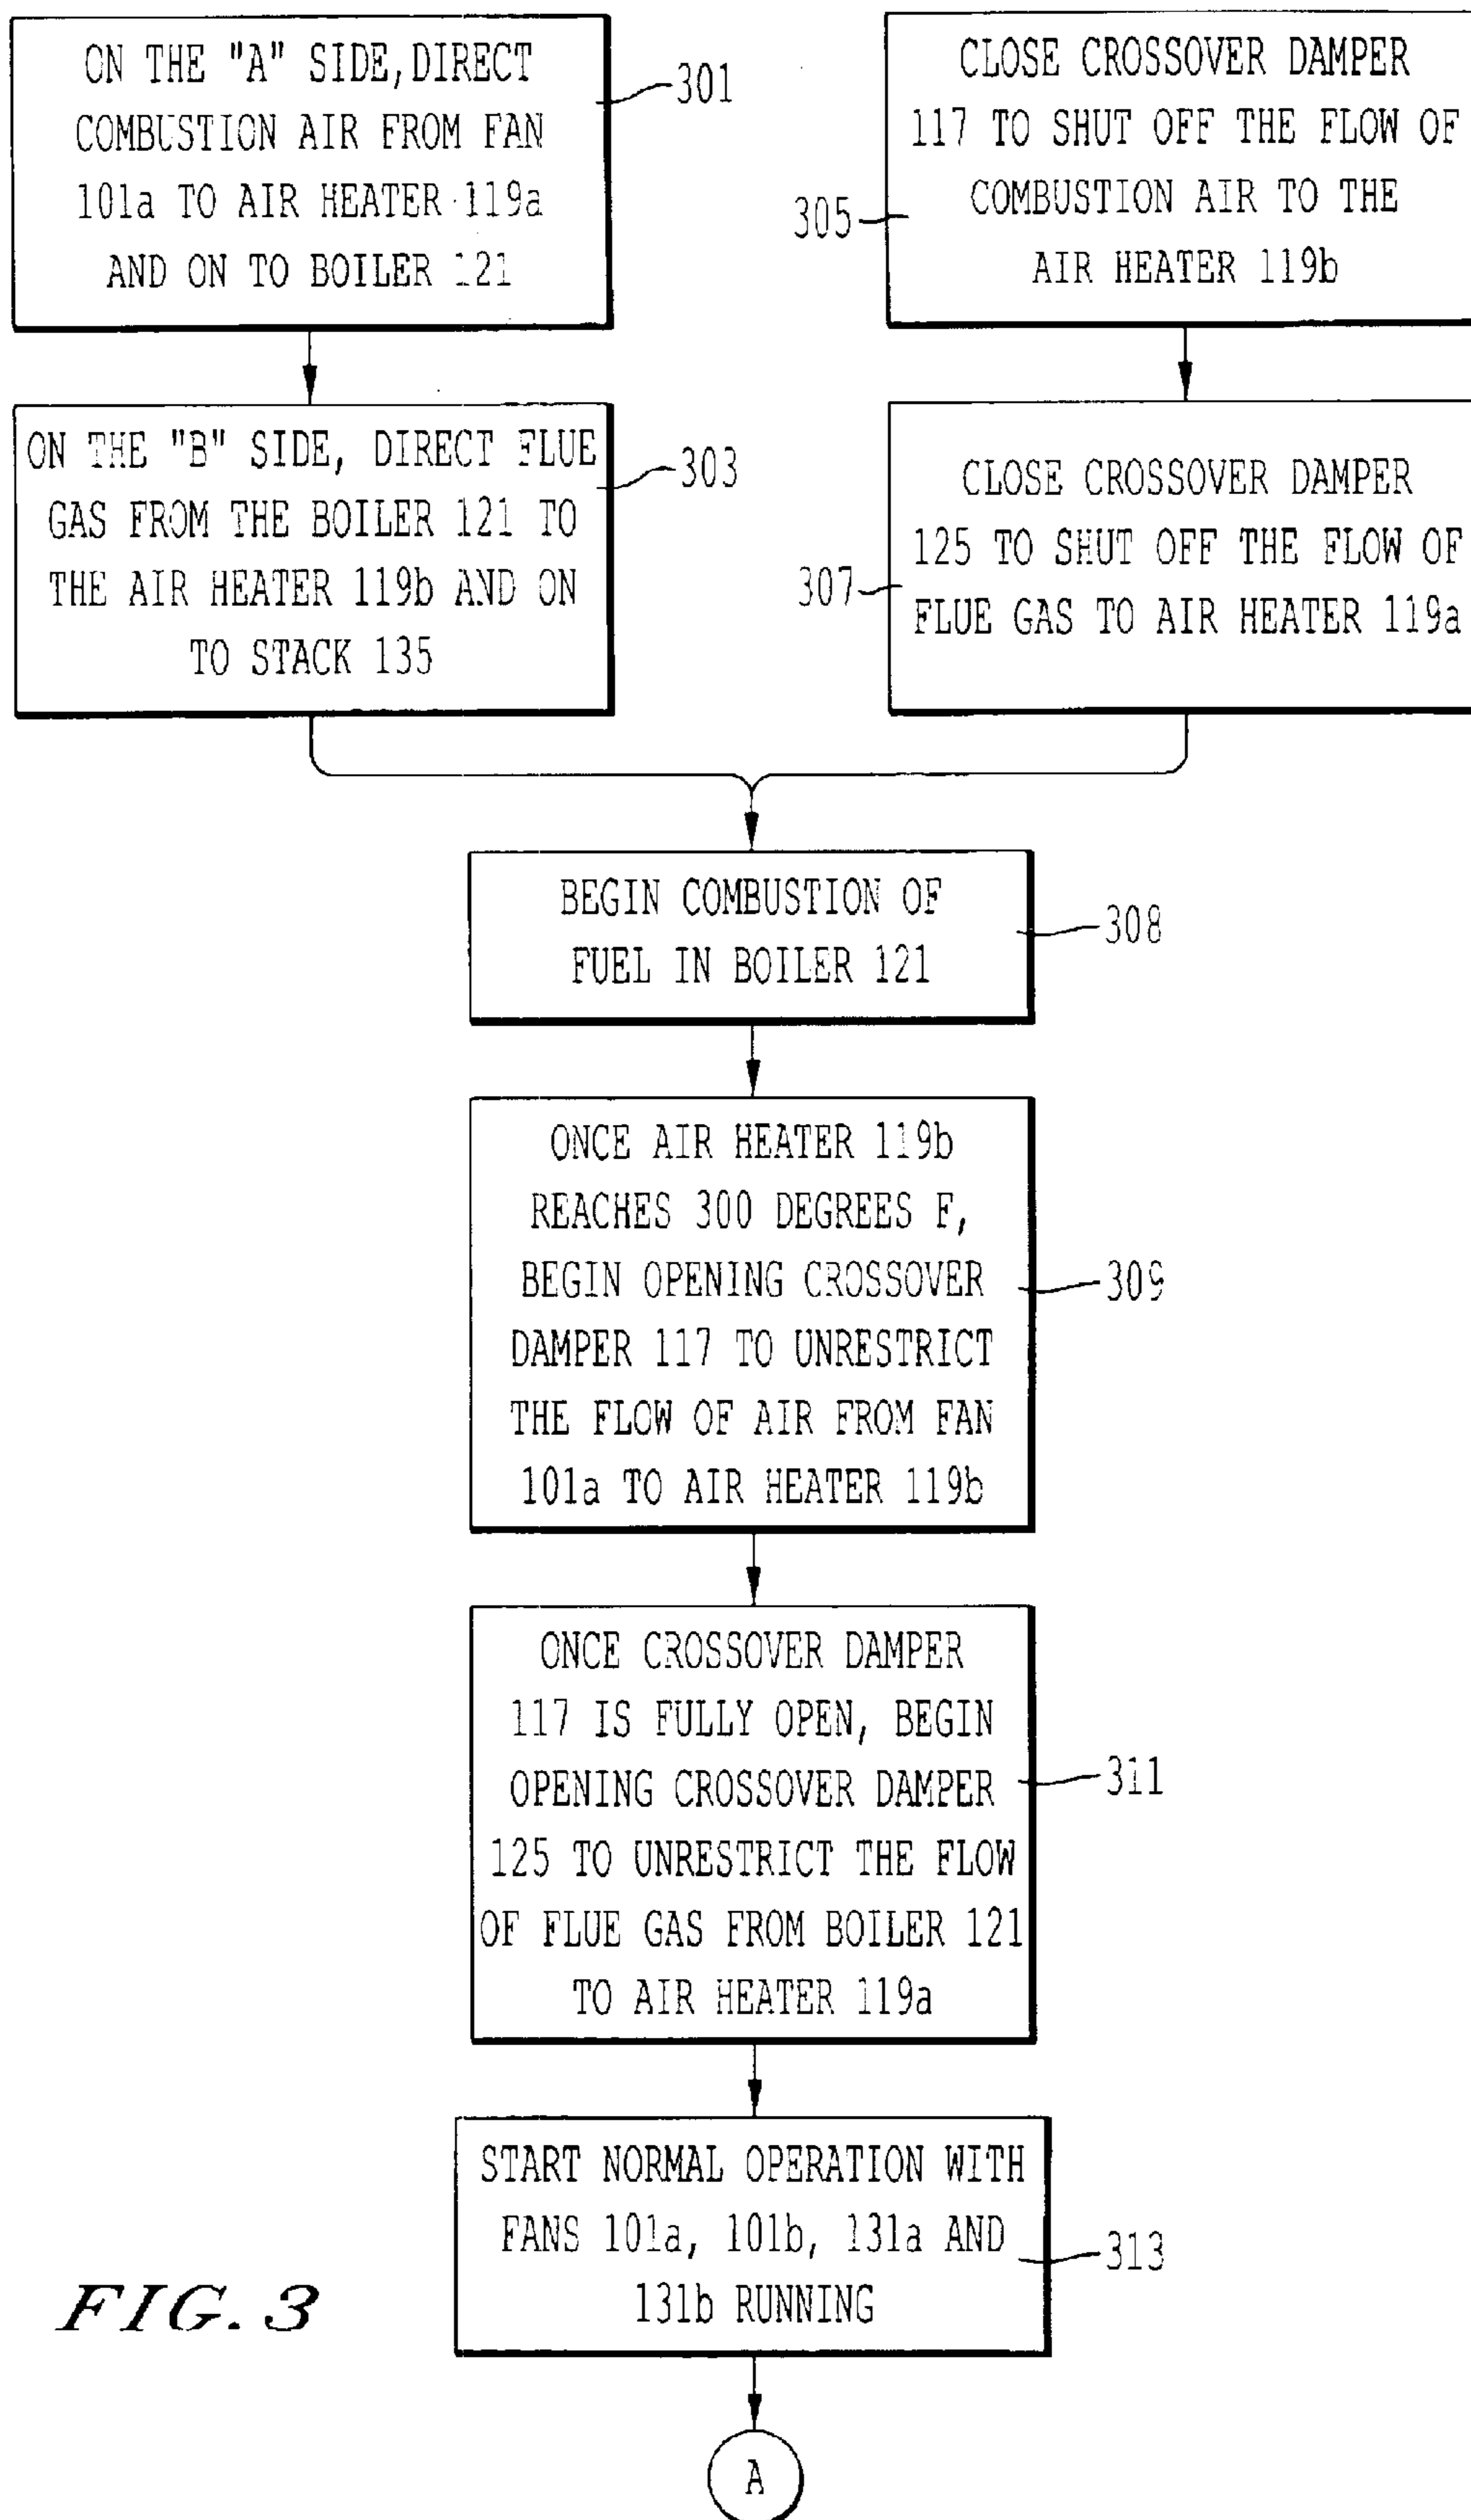 ON THE "A" SIDE, DIRECT
COMBUSTION AIR FROM FAN
101a TO AIR HEATER 119a
AND ON TO BOILER 121
301
ON THE "B" SIDE, DIRECT FLUE
GAS FROM THE BOILER 121 TO
THE AIR HEATER 119b AND ON
TO STACK 135
303
CLOSE CROSSOVER DAMPER
117 TO SHUT OFF THE FLOW OF
COMBUSTION AIR TO THE
AIR HEATER 119b
305
CLOSE CROSSOVER DAMPER
125 TO SHUT OFF THE FLOW OF
FLUE GAS TO AIR HEATER 119a
307
BEGIN COMBUSTION OF
FUEL IN BOILER 121
308
ONCE AIR HEATER 119b
REACHES 300 DEGREES F,
BEGIN OPENING CROSSOVER
DAMPER 117 TO UNRESTRICT
THE FLOW OF AIR FROM FAN
101a TO AIR HEATER 119b
309
ONCE CROSSOVER DAMPER
117 IS FULLY OPEN, BEGIN
OPENING CROSSOVER DAMPER
125 TO UNRESTRICT THE FLOW
OF FLUE GAS FROM BOILER 121
TO AIR HEATER 119a
311
START NORMAL OPERATION WITH
FANS 101a, 101b, 131a AND
131b RUNNING
313
A
FIG. 3